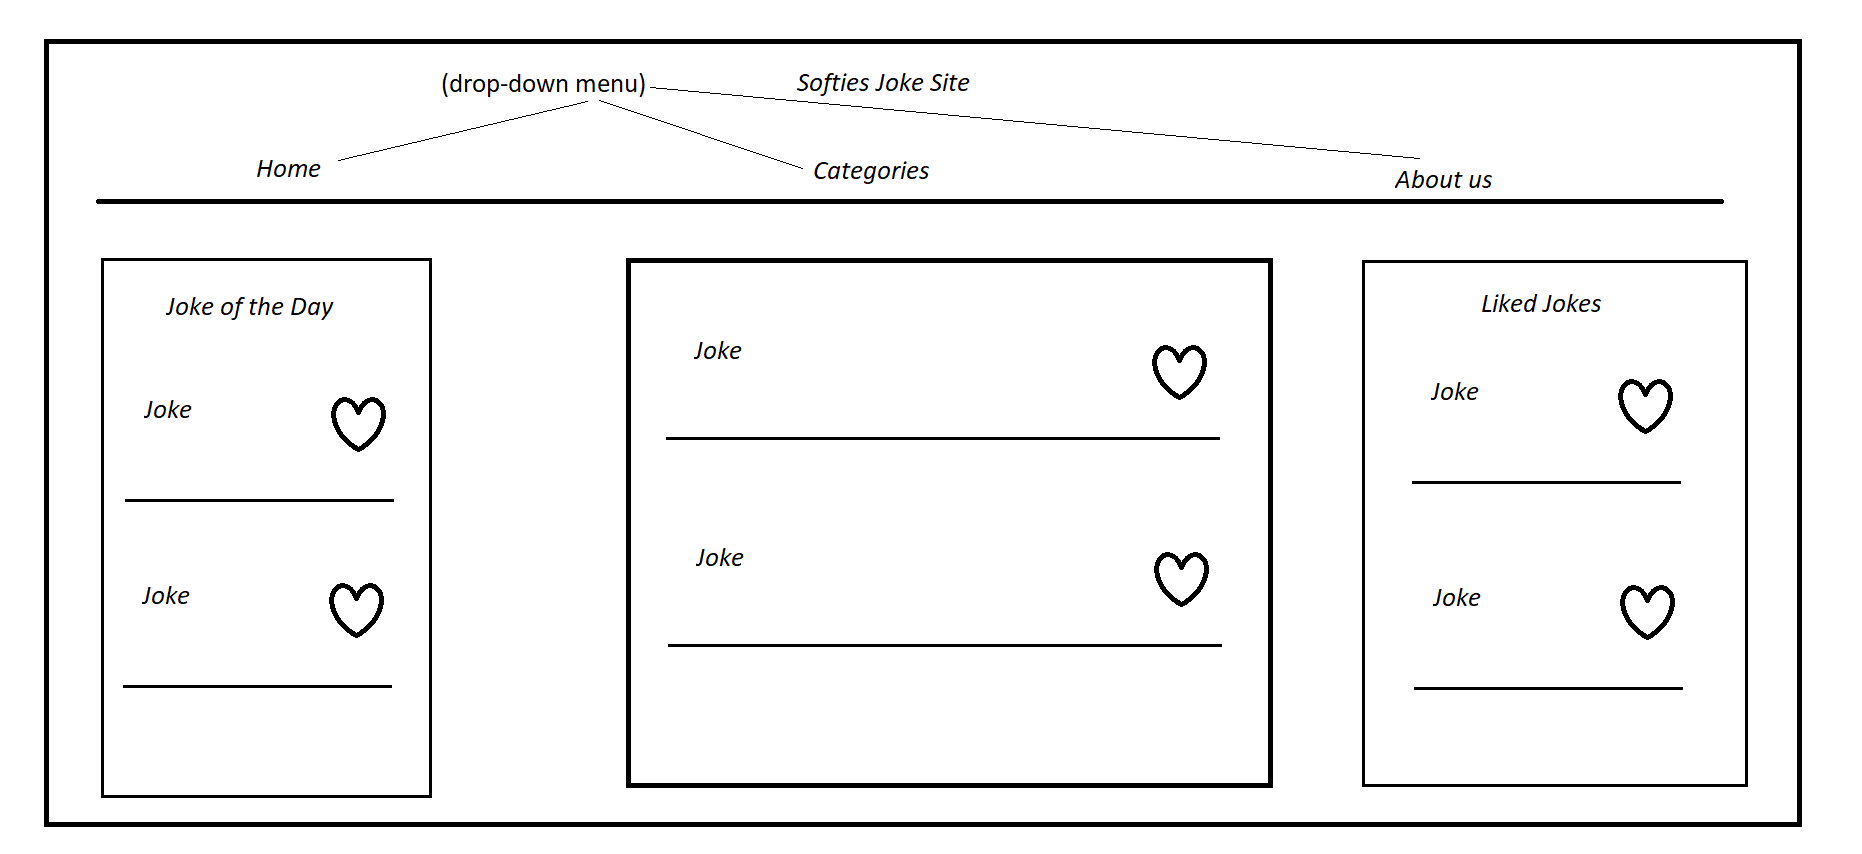 (drop-down menu)
Softies Joke Site
Home
Categories
About us
Joke of the Day
Joke
Joke
Joke
Joke
Liked Jokes
Joke
Joke